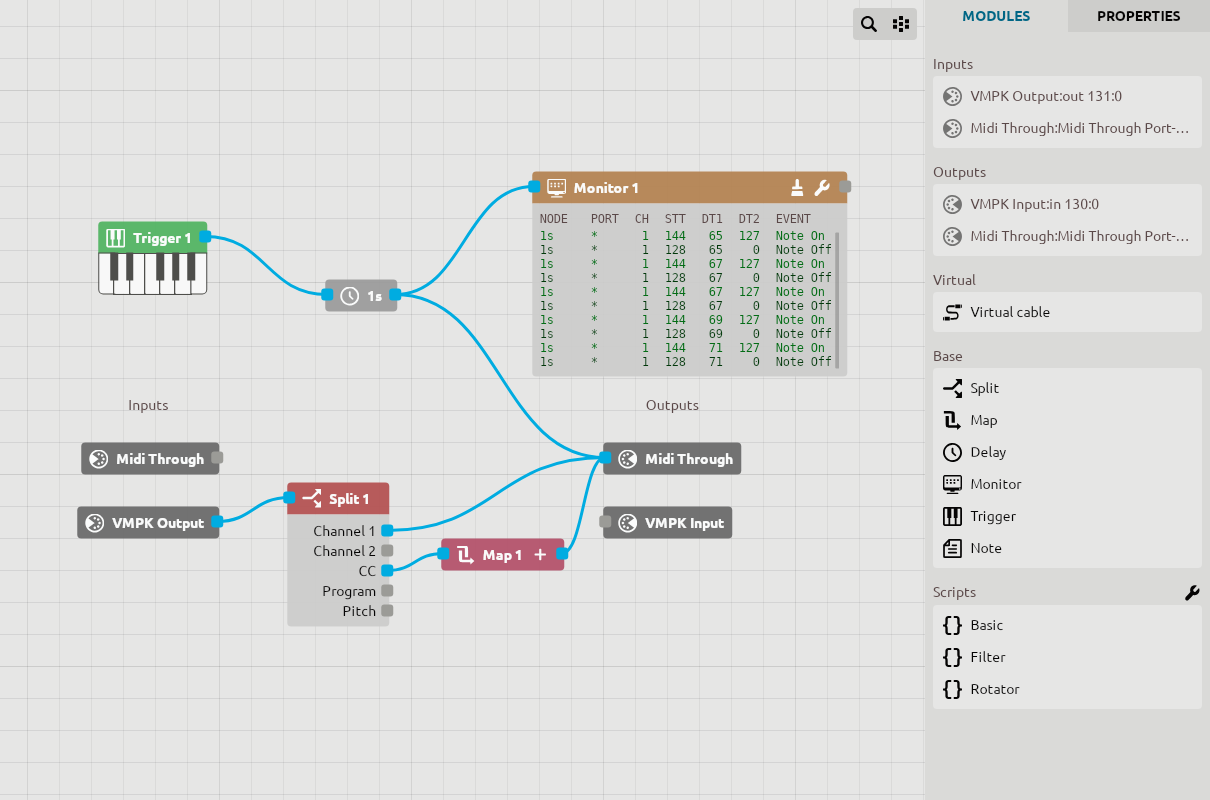 Trigger 1
1s
Monitor 1
NODE PORT CH STT DT1 DT2 EVENT
1s * 1 144 65 127 Note On
1s * 1 128 65 0 Note Off
1s * 1 144 67 127 Note On
1s * 1 128 67 0 Note Off
1s * 1 144 67 127 Note On
1s * 1 128 67 0 Note Off
1s * 1 144 69 127 Note On
1s * 1 128 69 0 Note Off
1s * 1 144 71 127 Note On
1s * 1 128 71 0 Note Off
Inputs
Outputs
Midi Through
Midi Through
VMPK Output
Split 1
Channel 1
Channel 2
CC
Program
Pitch
Map 1 +
VMPK Input
MODULES
PROPERTIES
Inputs
VMPK Output:out 131:0
Midi Through:Midi Through Port-...
Outputs
VMPK Input:in 130:0
Midi Through:Midi Through Port-...
Virtual
Virtual cable
Base
Split
Map
Delay
Monitor
Trigger
Note
Scripts
{} Basic
{} Filter
{} Rotator